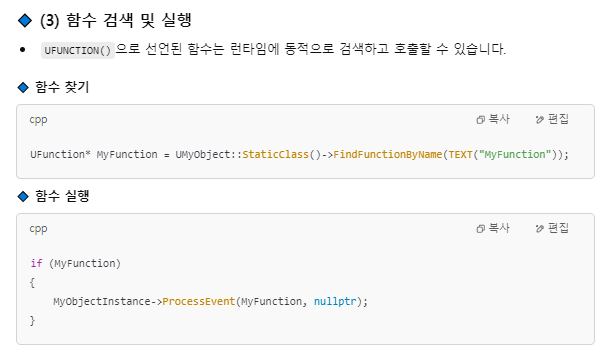 (3) 함수 검색 및 실행
UFUNCTION()으로 선언된 함수는 런타임에 동적으로 검색하고 호출할 수 있습니다.
함수 찾기
cpp 복사 편집
UFunction* MyFunction = UMyObject::StaticClass()->FindFunctionByName(TEXT("MyFunction"));
함수 실행
cpp 복사 편집
if (MyFunction)
{
    MyObjectInstance->ProcessEvent(MyFunction, nullptr);
}